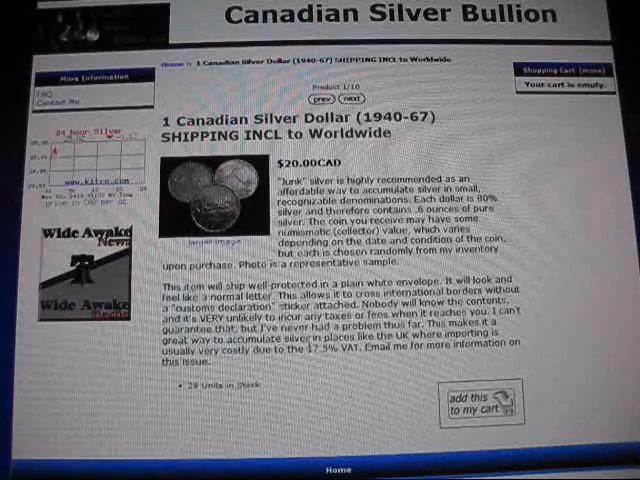 Canadian Silver Bullion
More Information
FAQ
Contact Me
Home :: 1 Canadian Silver Dollar (1940-67) SHIPPING INCL to Worldwide
Shopping Cart [more]
Your cart is empty.
Product 1/10
prev next
1 Canadian Silver Dollar (1940-67)
SHIPPING INCL to Worldwide
24 hour Silver
www.kitco.com
$20.00CAD
"Junk" silver is highly recommended as an
affordable way to accumulate silver in small,
recognizable denominations. Each dollar is 80%
silver and therefore contains .6 ounces of pure
silver. The coin you receive may have some
numismatic (collector) value, which varies
depending on the date and condition of the coin,
but each is chosen randomly from my inventory
upon purchase. Photo is a representative sample.
larger image
Wide Awake
News
Wide Awake
This item will ship well-protected in a plain white envelope. It will look and
feel like a normal letter. This allows it to cross international borders without
a "customs declaration" sticker attached. Nobody will know the contents,
and it's VERY unlikely to incur any taxes or fees when it reaches you. I can't
guarantee that, but I've never had a problem thus far. This makes it a
great way to accumulate silver in places like the UK where importing is
usually very costly due to the 17.5% VAT. Email me for more information on
this issue.
28 Units in Stock
add this
to my cart
Home